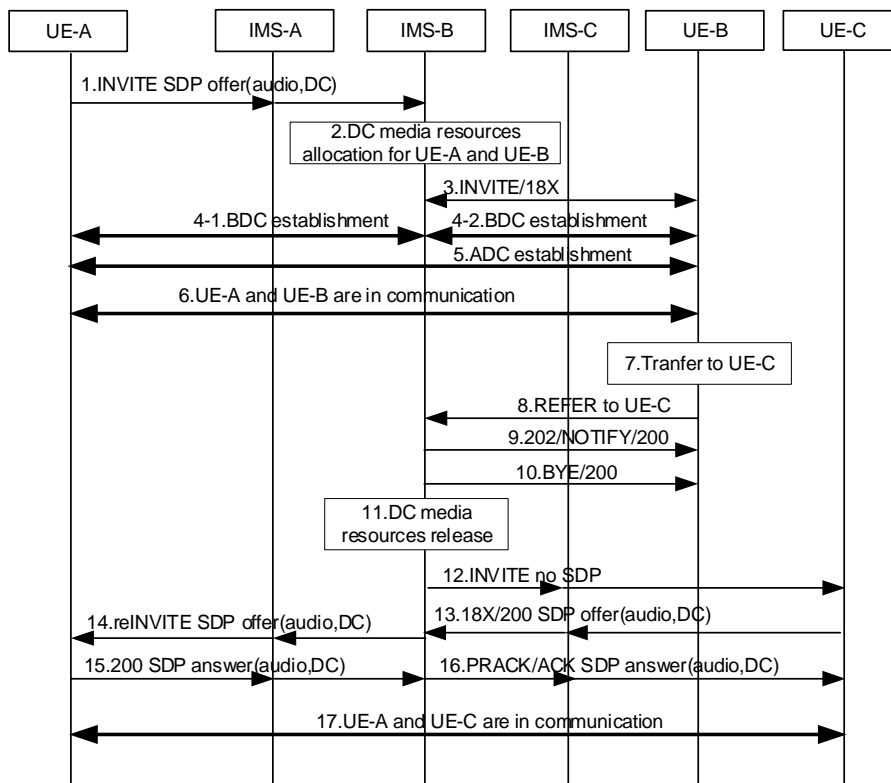 UE-A
IMS-A
IMS-B
IMS-C
UE-B
UE-C
1.INVITE SDP offer(audio,DC)
2.DC media resources
allocation for UE-A and UE-B
3.INVITE/18X
4-1.BDC establishment
4-2.BDC establishment
5.ADC establishment
6.UE-A and UE-B are in communication
7.Tranfer to UE-C
8.REFER to UE-C
9.202/NOTIFY/200
10.BYE/200
11.DC media
resources release
12.INVITE no SDP
13.18X/200 SDP offer(audio,DC)
14.reINVITE SDP offer(audio,DC)
15.200 SDP answer(audio,DC)
16.PRACK/ACK SDP answer(audio,DC)
17.UE-A and UE-C are in communication